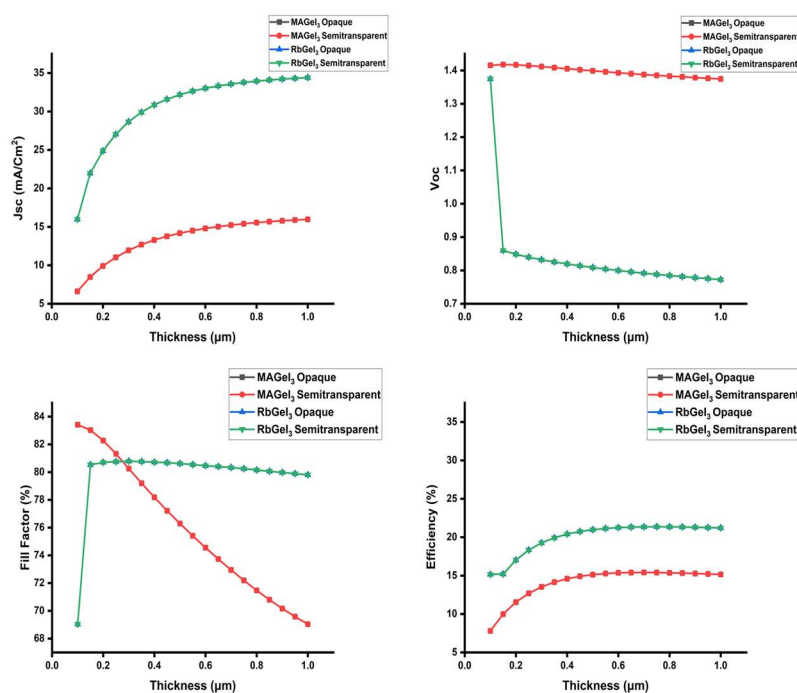 MAGeI₃ Opaque
MAGeI₃ Semitransparent
RbGeI₃ Opaque
RbGeI₃ Semitransparent
Jsc (mA/Cm²)
35
30
25
20
15
10
5
0.0 0.2 0.4 0.6 0.8 1.0
Thickness (µm)
MAGeI₃ Opaque
MAGeI₃ Semitransparent
RbGeI₃ Opaque
RbGeI₃ Semitransparent
Voc
1.4
1.3
1.2
1.1
1.0
0.9
0.8
0.7
0.0 0.2 0.4 0.6 0.8 1.0
Thickness (µm)
MAGeI₃ Opaque
MAGeI₃ Semitransparent
RbGeI₃ Opaque
RbGeI₃ Semitransparent
Fill Factor (%)
84
82
80
78
76
74
72
70
68
0.0 0.2 0.4 0.6 0.8 1.0
Thickness (µm)
MAGeI₃ Opaque
MAGeI₃ Semitransparent
RbGeI₃ Opaque
RbGeI₃ Semitransparent
Efficiency (%)
35
30
25
20
15
10
5
0.0 0.2 0.4 0.6 0.8 1.0
Thickness (µm)